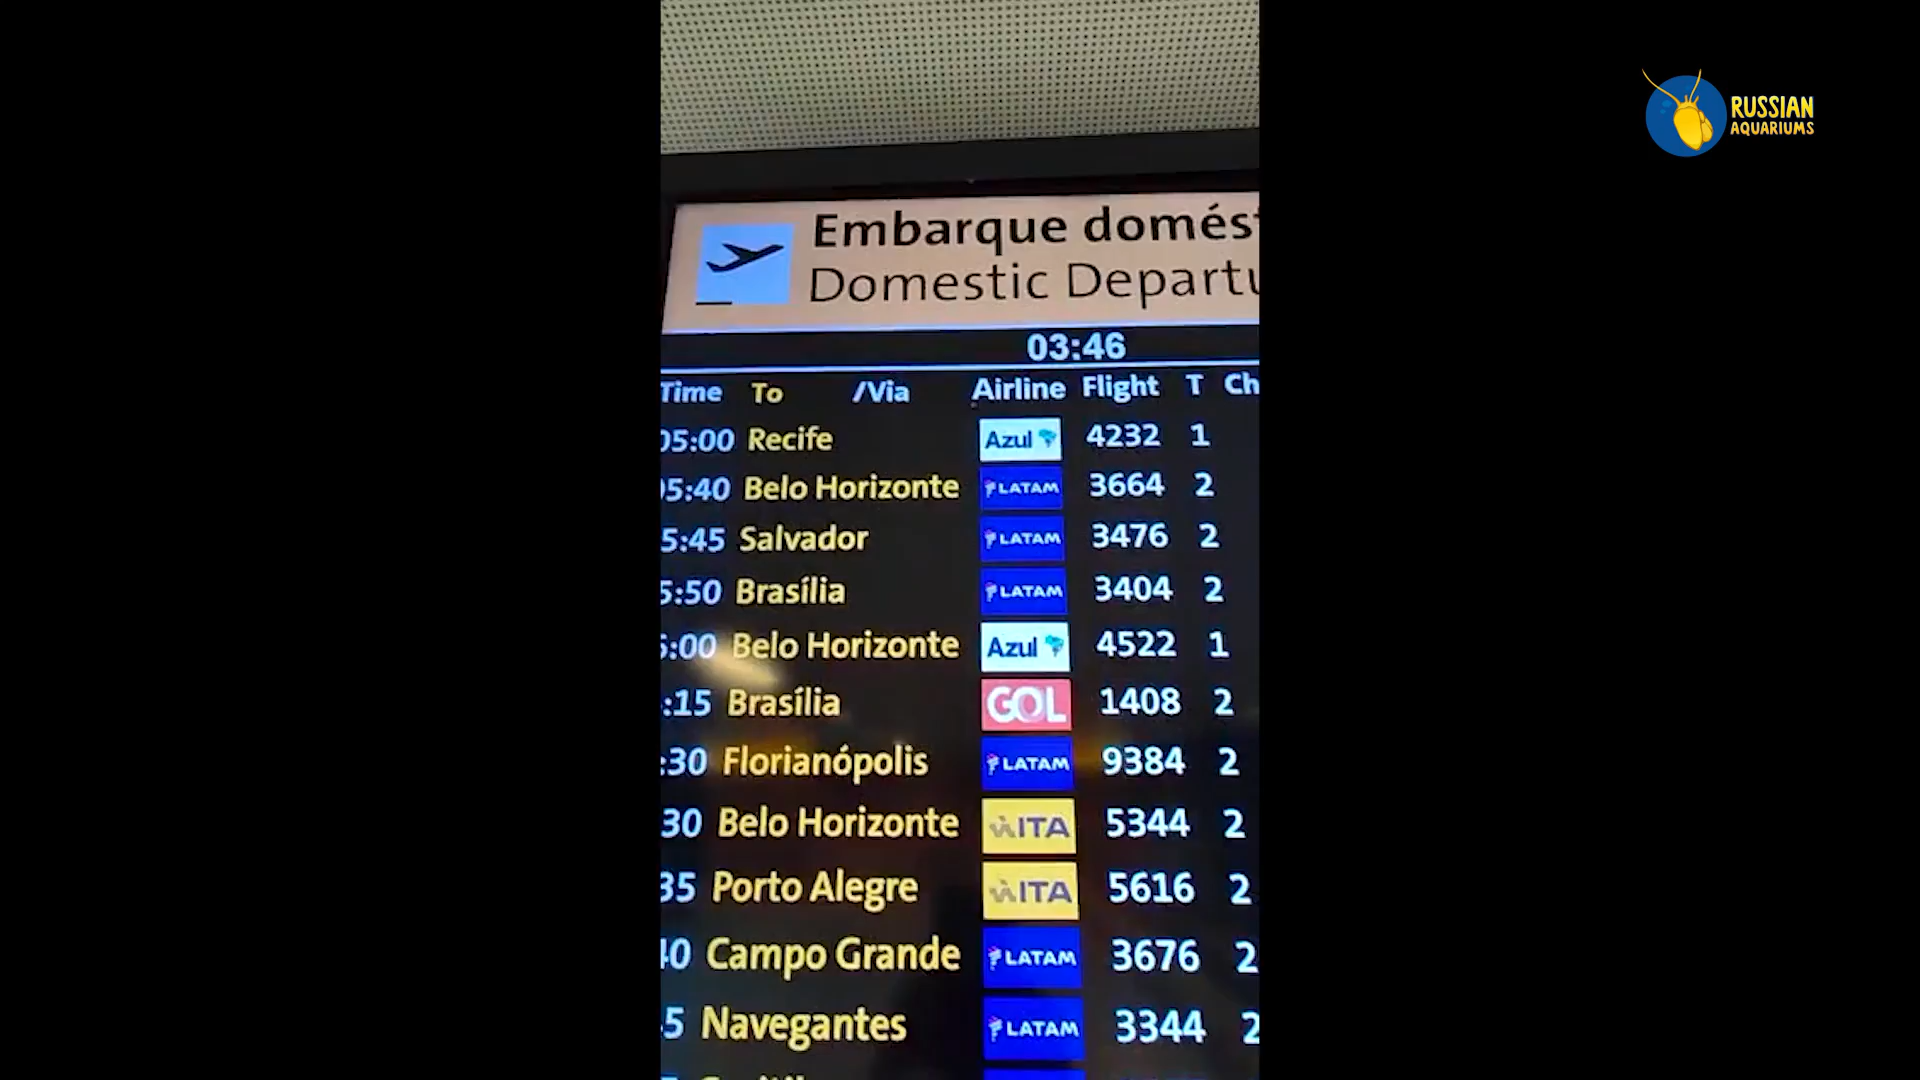 RUSSIAN
AQUARIUMS
Embarque domés
Domestic Depart
03:46
Time To /Via Airline Flight T Ch
05:00 Recife Azul 4232 1
5:40 Belo Horizonte LATAM 3664 2
5:45 Salvador LATAM 3476 2
5:50 Brasília LATAM 3404 2
:00 Belo Horizonte Azul 4522 1
:15 Brasília GOL 1408 2
:30 Florianópolis LATAM 9384 2
30 Belo Horizonte ITA 5344 2
35 Porto Alegre ITA 5616 2
40 Campo Grande LATAM 3676 2
5 Navegantes LATAM 3344 2